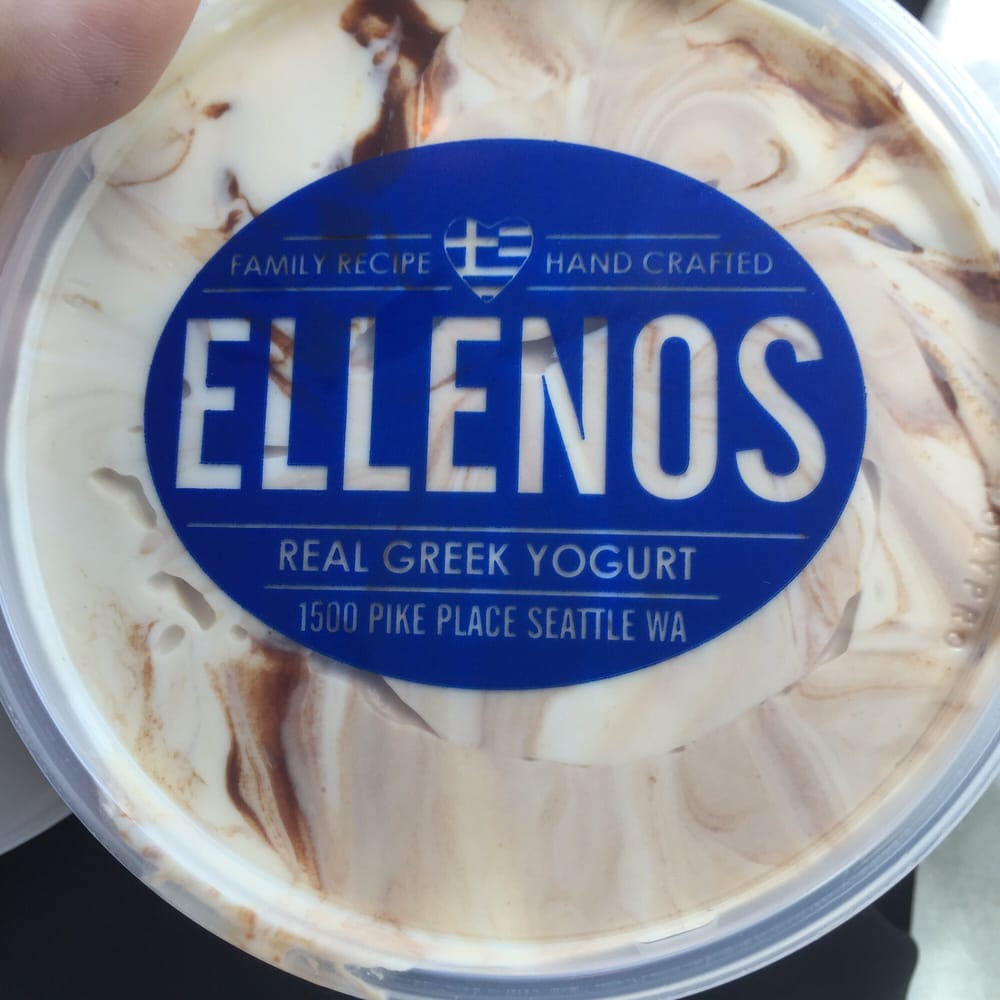 FAMILY RECIPE HAND CRAFTED
ELLENOS
REAL GREEK YOGURT
1500 PIKE PLACE SEATTLE WA